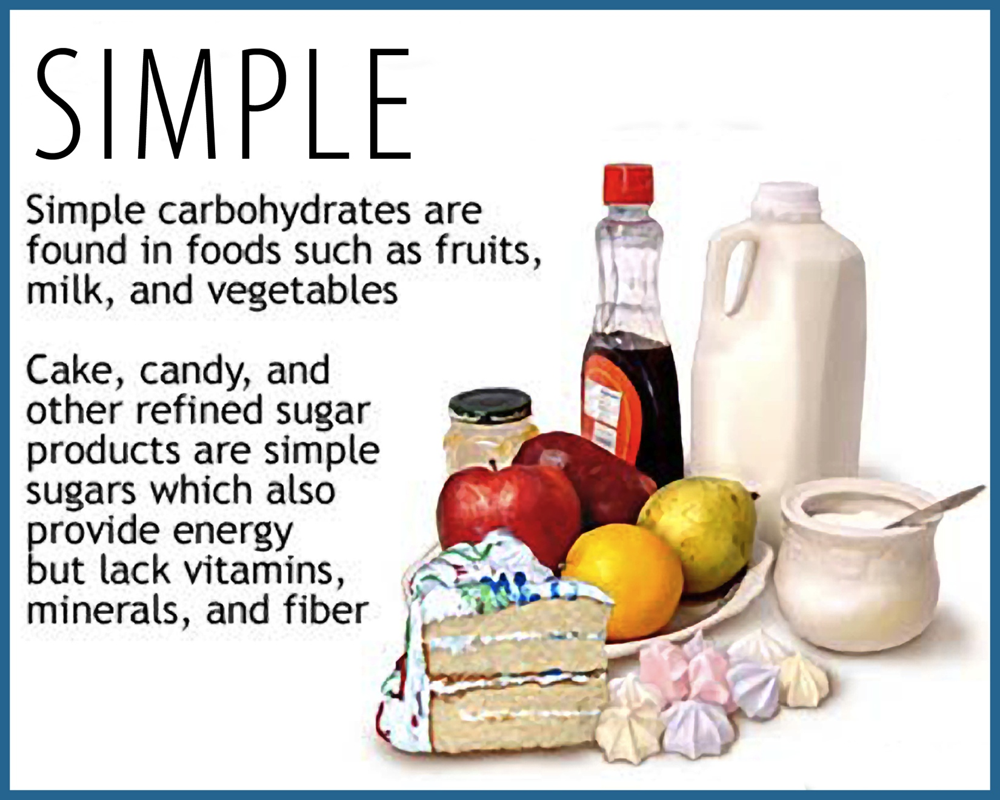 SIMPLE
Simple carbohydrates are
found in foods such as fruits,
milk, and vegetables
Cake, candy, and
other refined sugar
products are simple
sugars which also
provide energy
but lack vitamins,
minerals, and fiber